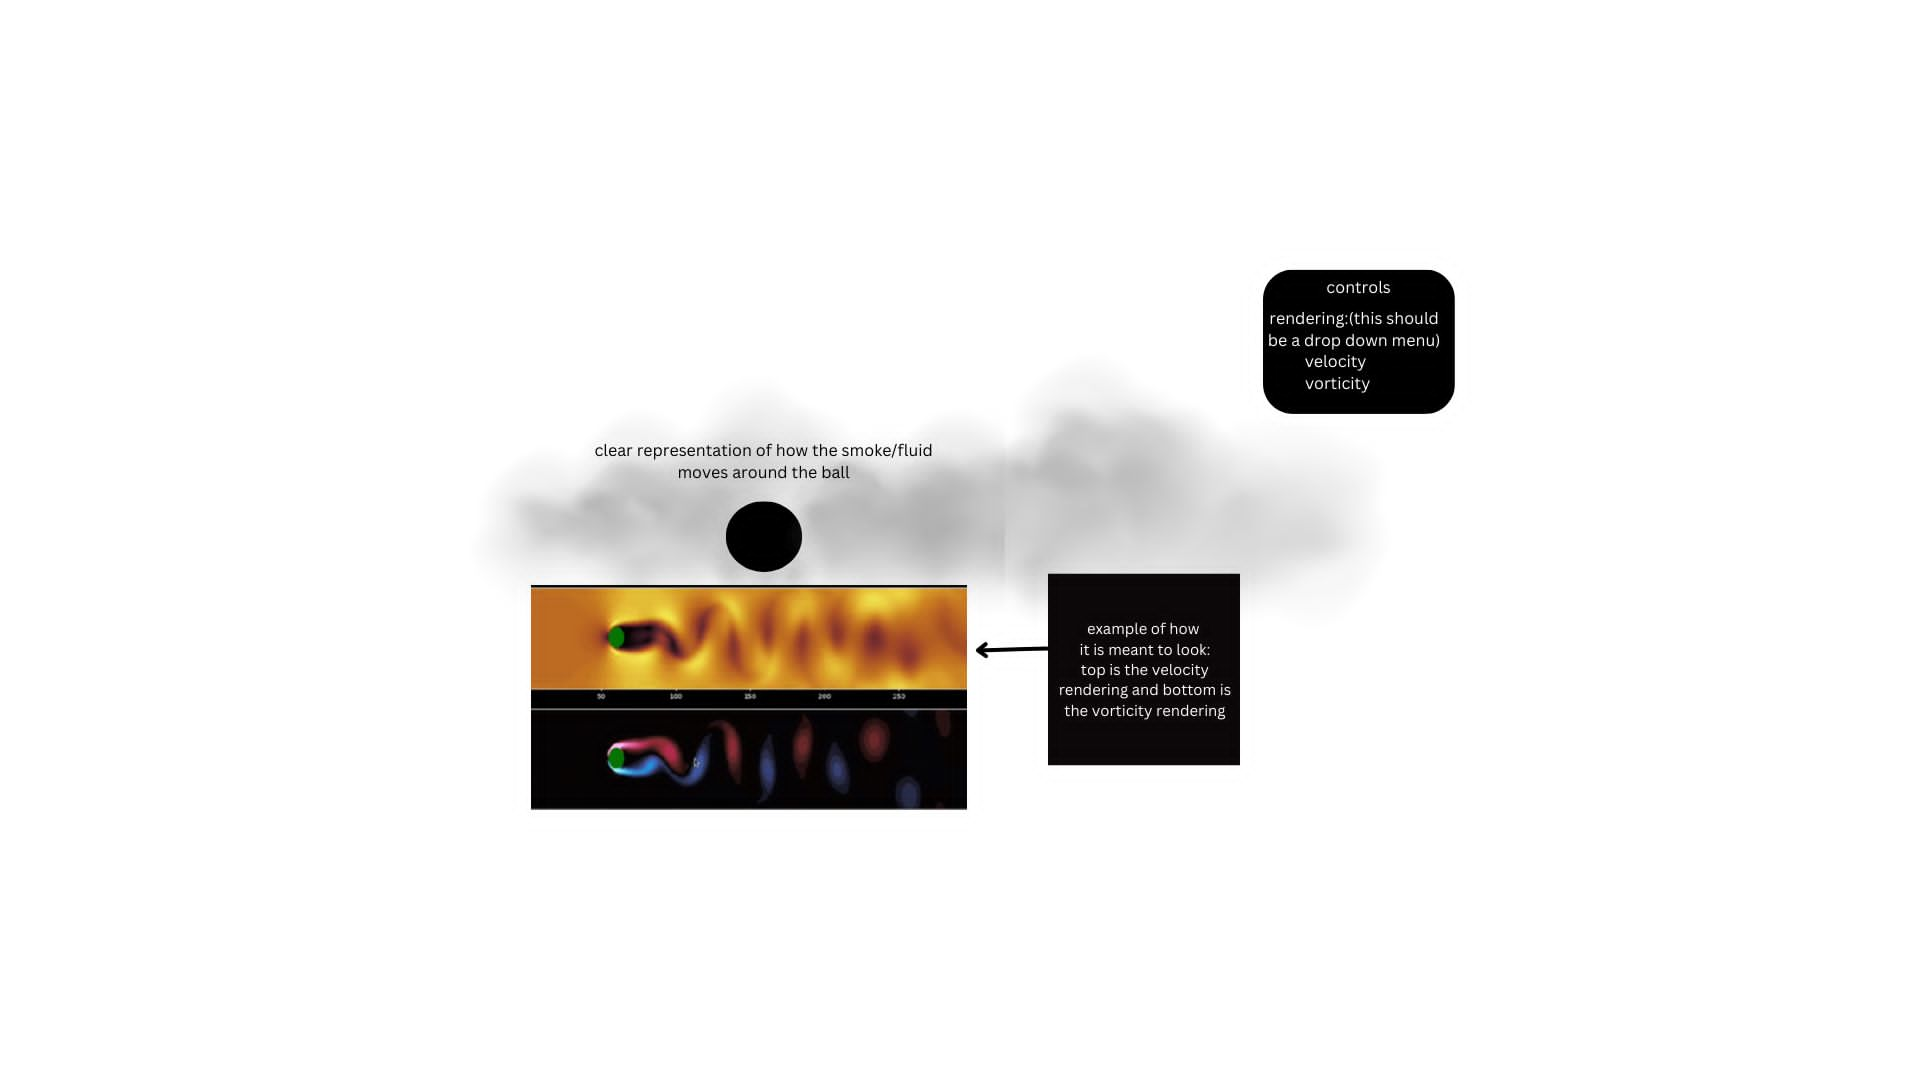 controls
rendering:(this should
be a drop down menu)
velocity
vorticity
clear representation of how the smoke/fluid
moves around the ball
example of how
it is meant to look:
top is the velocity
rendering and bottom is
the vorticity rendering
50 100 150 200 250